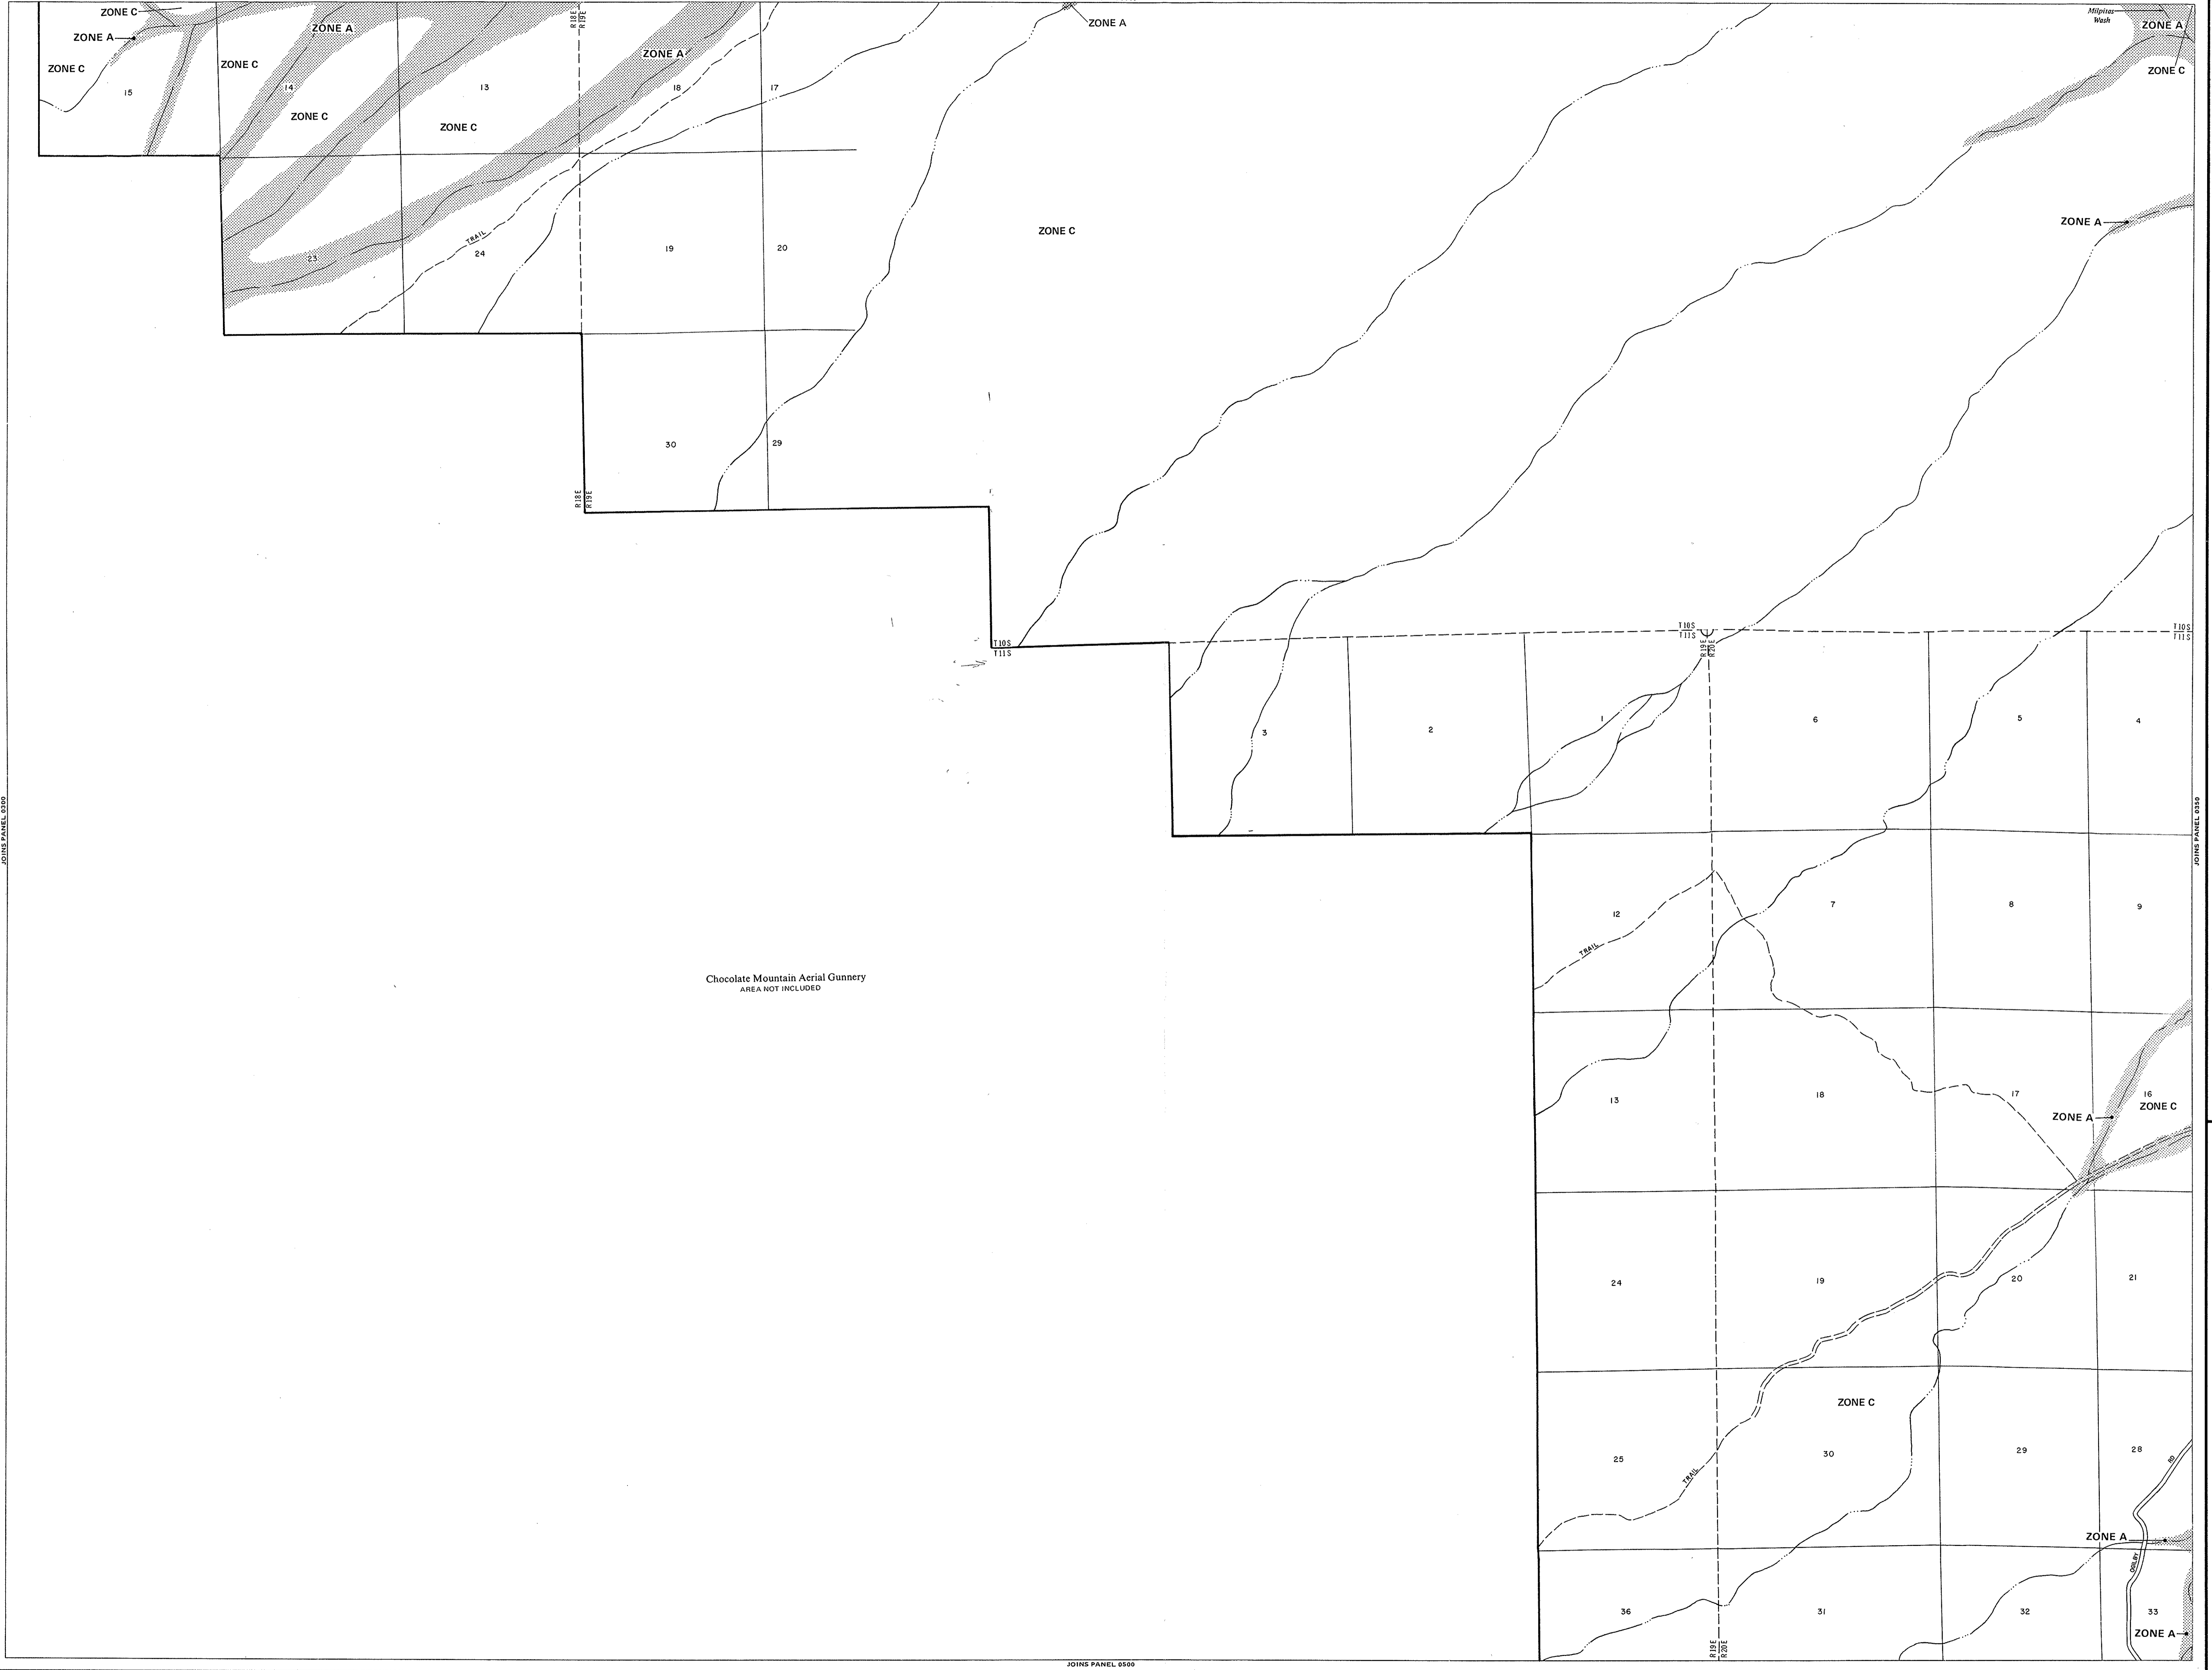 ZONE C
ZONE A
ZONE C
15
ZONE C
ZONE A
14
ZONE C
13
ZONE C
R18E
R19E
ZONE A
18
17
ZONE A
Milpitas
Wash
ZONE A
ZONE C
ZONE A
23
TRAIL
24
19
20
ZONE C
30
29
R18E
R19E
T10S
T11S
T10S
T11S
R19E
R20E
T10S
T11S
3
2
1
6
5
4
JOINS PANEL 0300
JOINS PANEL 0350
12
TRAIL
7
8
9
Chocolate Mountain Aerial Gunnery
AREA NOT INCLUDED
13
18
17
16
ZONE C
ZONE A
24
19
20
21
ZONE C
25
TRAIL
30
29
28
RD
ZONE A
OGILBY
36
31
32
33
ZONE A
R19E
R20E
JOINS PANEL 0500